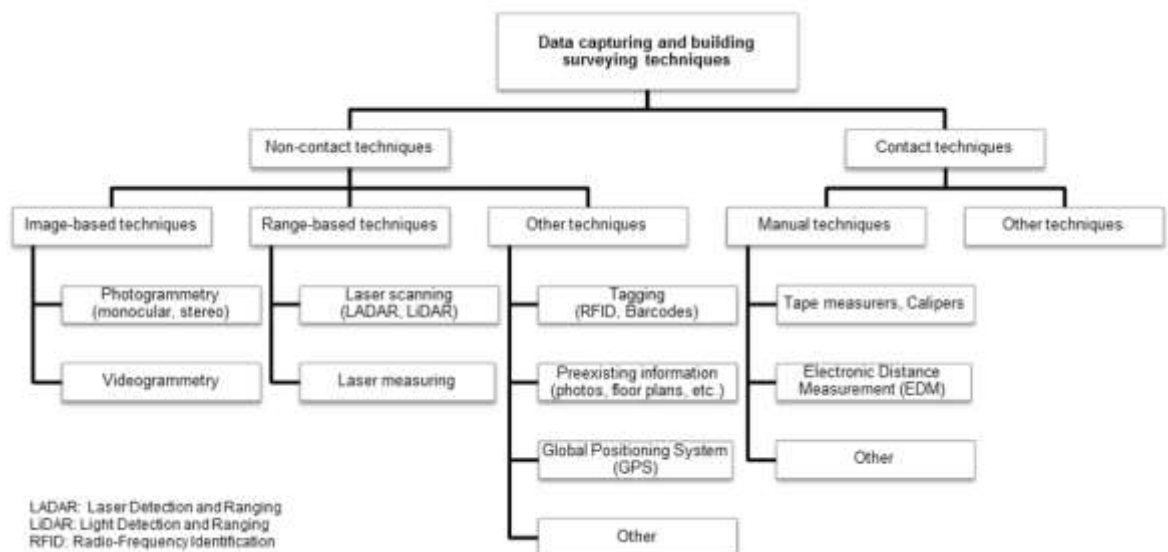 Data capturing and building
surveying techniques
Non-contact techniques
Contact techniques
Image-based techniques
Range-based techniques
Other techniques
Manual techniques
Other techniques
Photogrammetry
(monocular, stereo)
Videogrammetry
Laser scanning
(LADAR, LiDAR)
Laser measuring
Tagging
(RFID, Barcodes)
Preexisting information
(photos, floor plans, etc.)
Global Positioning System
(GPS)
Other
Tape measurers, Calipers
Electronic Distance
Measurement (EDM)
Other
LADAR: Laser Detection and Ranging
LiDAR: Light Detection and Ranging
RFID: Radio-Frequency Identification